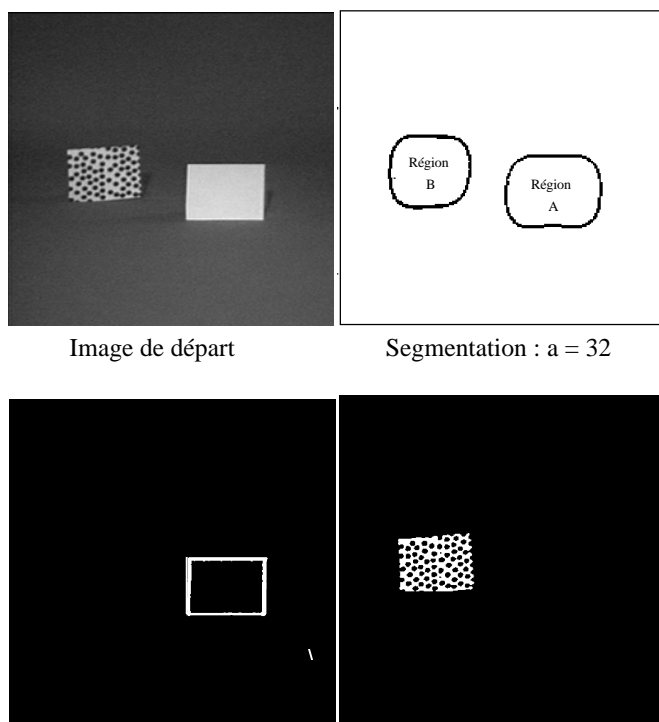 Région
B
Région
A
Image de départ
Segmentation : a = 32